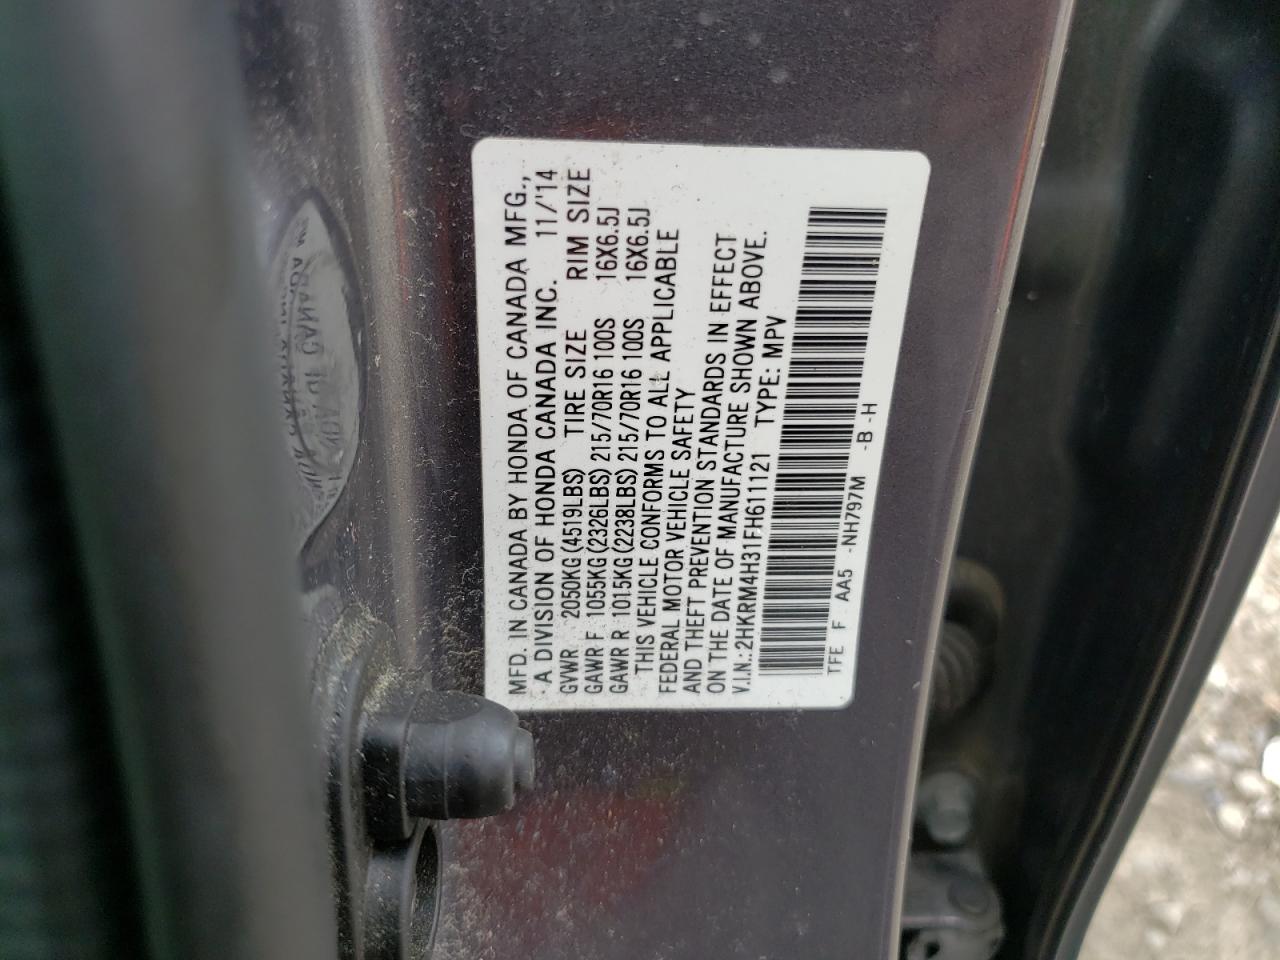 MFD. IN CANADA BY HONDA OF CANADA MFG.,
A DIVISION OF HONDA CANADA INC. 11/'14
GVWR 2050KG(4519LBS) TIRE SIZE RIM SIZE
GAWR F 1055KG(2326LBS) 215/70R16 100S 16X6.5J
GAWR R 1015KG(2238LBS) 215/70R16 100S 16X6.5J
THIS VEHICLE CONFORMS TO ALL APPLICABLE
FEDERAL MOTOR VEHICLE SAFETY
AND THEFT PREVENTION STANDARDS IN EFFECT
ON THE DATE OF MANUFACTURE SHOWN ABOVE.
V.I.N.:2HKRM4H31FH611121 TYPE: MPV
TFE F AA5 -NH797M -B -H